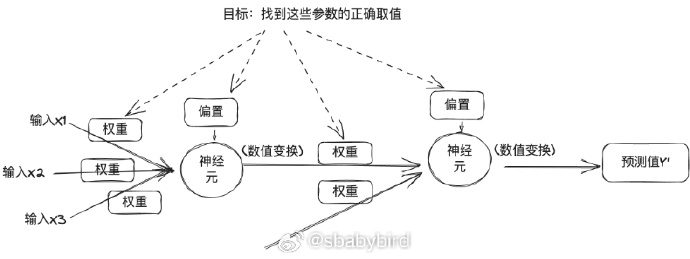 目标：找到这些参数的正确取值
输入x1
权重
偏置
偏置
输入x2
权重
神经
元
(数值变换)
权重
神经
元
(数值变换)
预测值Y'
输入x3
权重
权重
@sbabybird